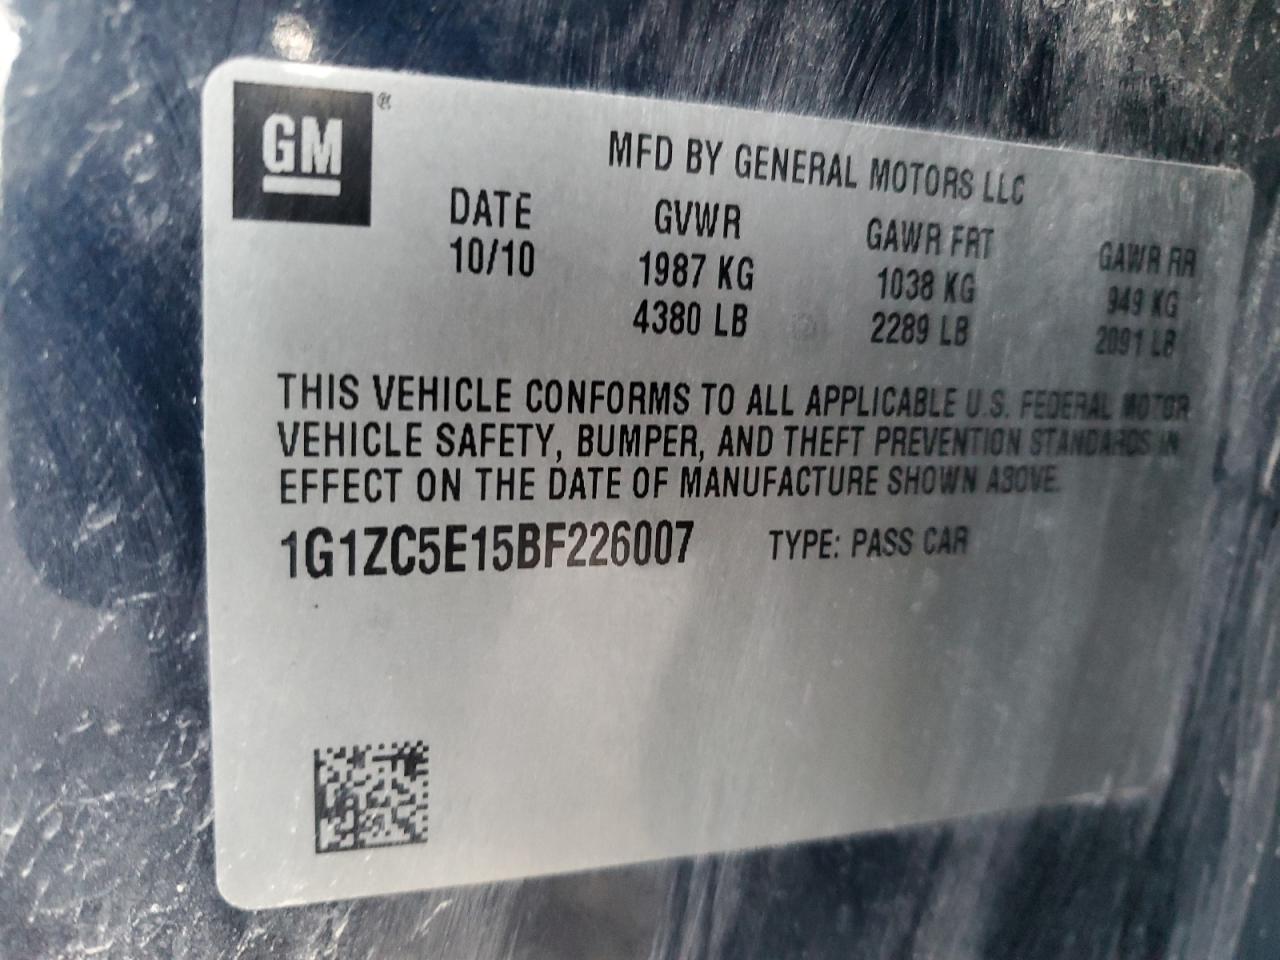 GM ®
MFD BY GENERAL MOTORS LLC
DATE GVWR GAWR FRT GAWR RR
10/10 1987 KG 1038 KG 949 KG
4380 LB 2289 LB 2091 LB
THIS VEHICLE CONFORMS TO ALL APPLICABLE U.S. FEDERAL MOTOR
VEHICLE SAFETY, BUMPER, AND THEFT PREVENTION STANDARDS IN
EFFECT ON THE DATE OF MANUFACTURE SHOWN ABOVE.
1G1ZC5E15BF226007 TYPE: PASS CAR